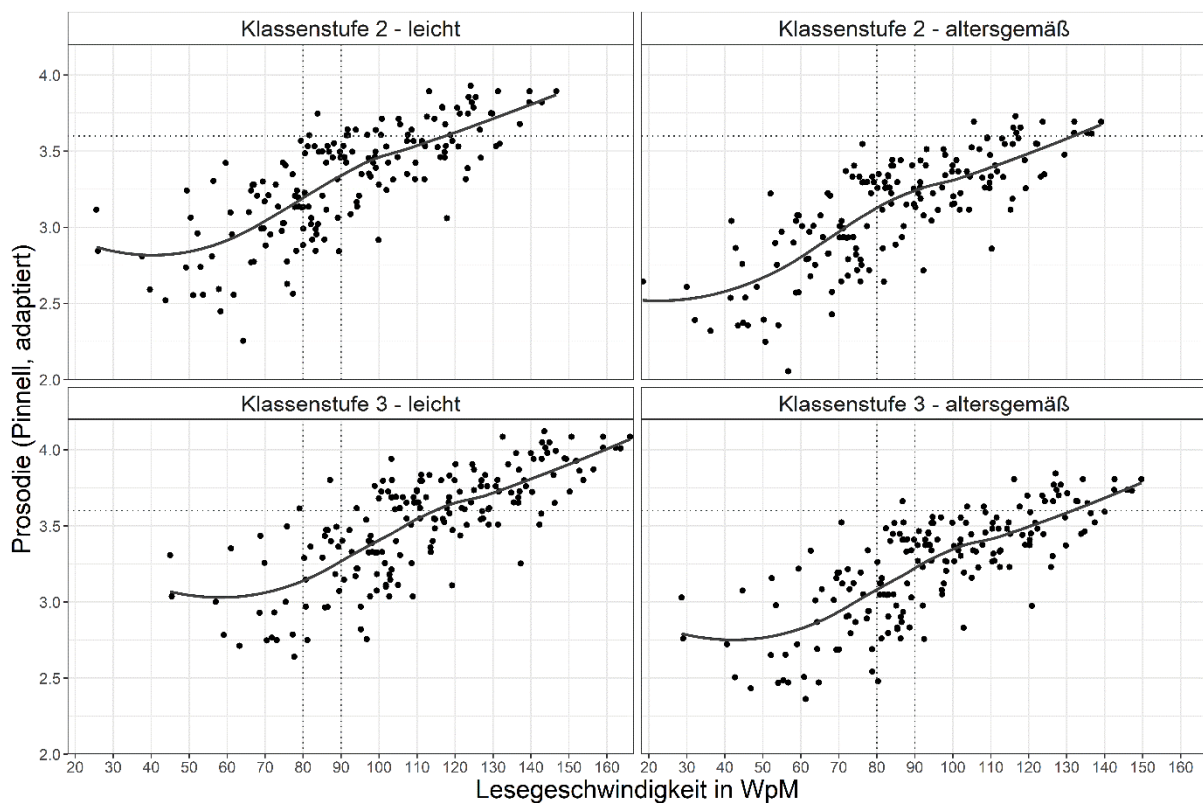 Klassenstufe 2 - leicht
Klassenstufe 2 - altersgemäß
4.0
3.5
3.0
2.5
2.0
Klassenstufe 3 - leicht
Klassenstufe 3 - altersgemäß
4.0
3.5
3.0
2.5
2.0
Prosodie (Pinnell, adaptiert)
20 30 40 50 60 70 80 90 100 110 120 130 140 150 160
20 30 40 50 60 70 80 90 100 110 120 130 140 150 160
Lesegeschwindigkeit in WpM